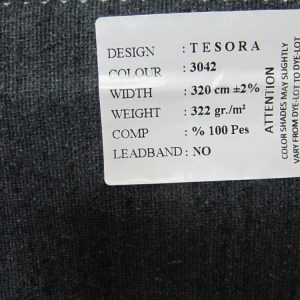 DESIGN : TESORA
COLOUR : 3042
WIDTH : 320 cm ±2%
WEIGHT : 322 gr./m²
COMP : % 100 Pes
LEADBAND : NO
ATTENTION
COLOR SHADES MAY SLIGHTLY
VARY FROM DYE-LOT TO DYE-LOT